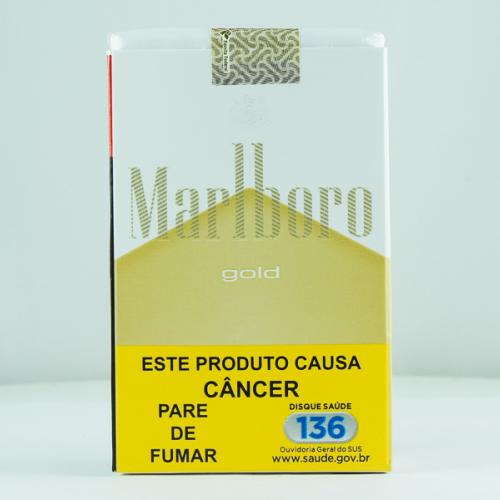 Marlboro
gold
ESTE PRODUTO CAUSA
CÂNCER
PARE
DE
FUMAR
DISQUE SAÚDE
136
Ouvidoria Geral do SUS
www.saude.gov.br